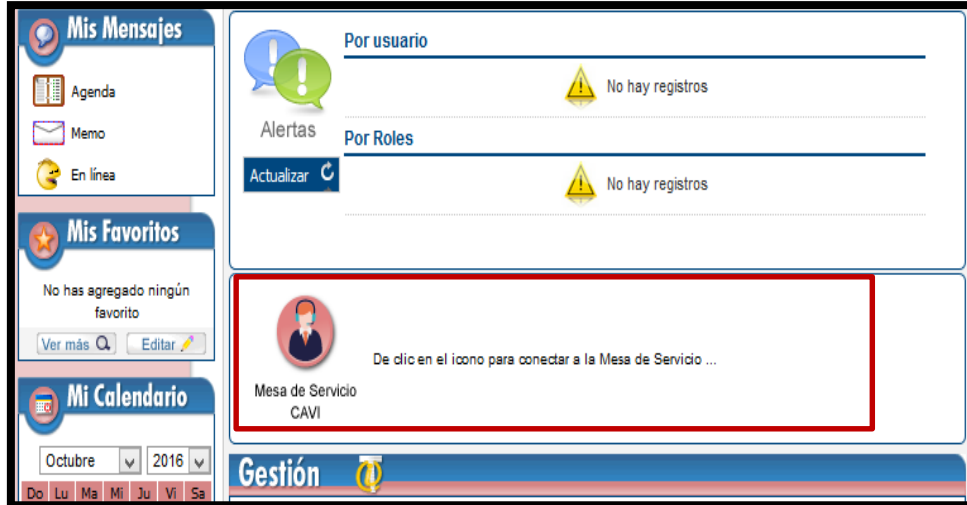 Mis Mensajes
Agenda
Memo
En línea
Mis Favoritos
No has agregado ningún
favorito
Ver más
Editar
Mi Calendario
Octubre
2016
Do Lu Ma Mi Ju Vi Sa
Alertas
Actualizar
Por usuario
No hay registros
Por Roles
No hay registros
Mesa de Servicio
CAVI
De clic en el icono para conectar a la Mesa de Servicio ...
Gestión